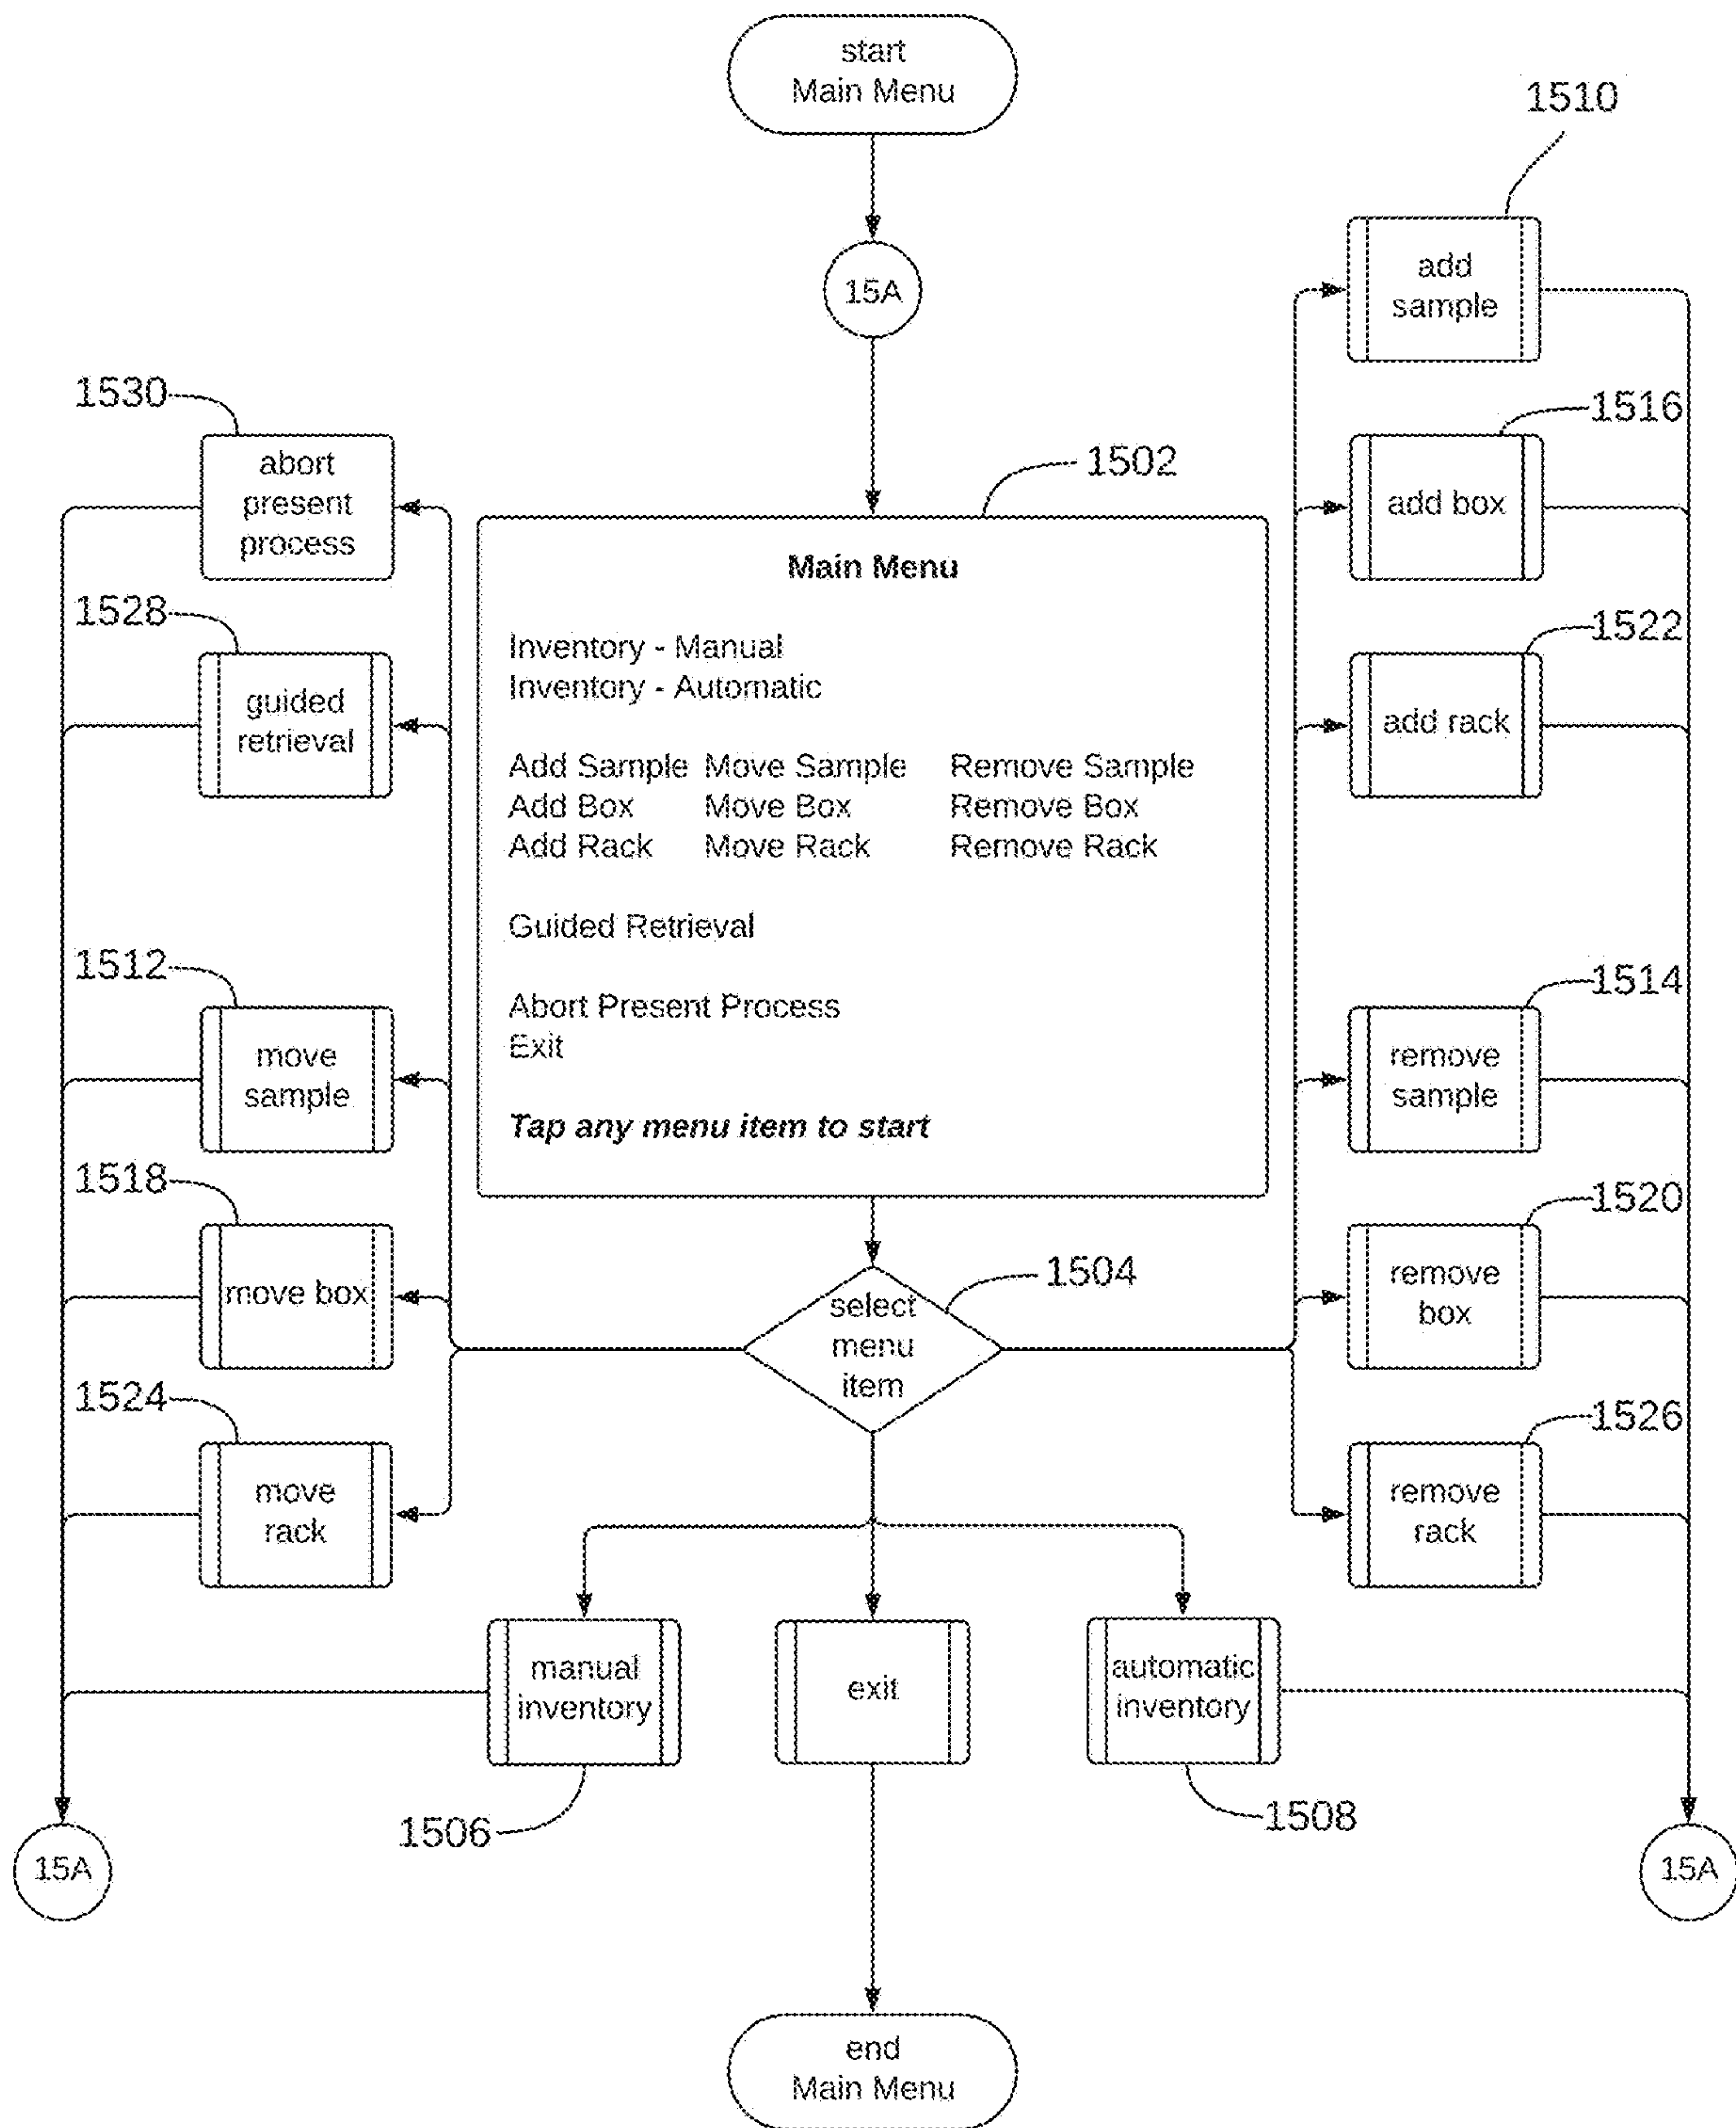 start
Main Menu
1510
15A
add
sample
1530
1516
abort
present
process
1502
add box
Main Menu
1528
1522
Inventory - Manual
Inventory - Automatic
guided
retrieval
add rack
Add Sample Move Sample Remove Sample
Add Box Move Box Remove Box
Add Rack Move Rack Remove Rack
Guided Retrieval
1512
1514
Abort Present Process
Exit
move
sample
remove
sample
Tap any menu item to start
1518
1520
move box
1504
select
menu
item
remove
box
1524
1526
move
rack
remove
rack
manual
inventory
exit
automatic
inventory
1506
1508
15A
15A
end
Main Menu